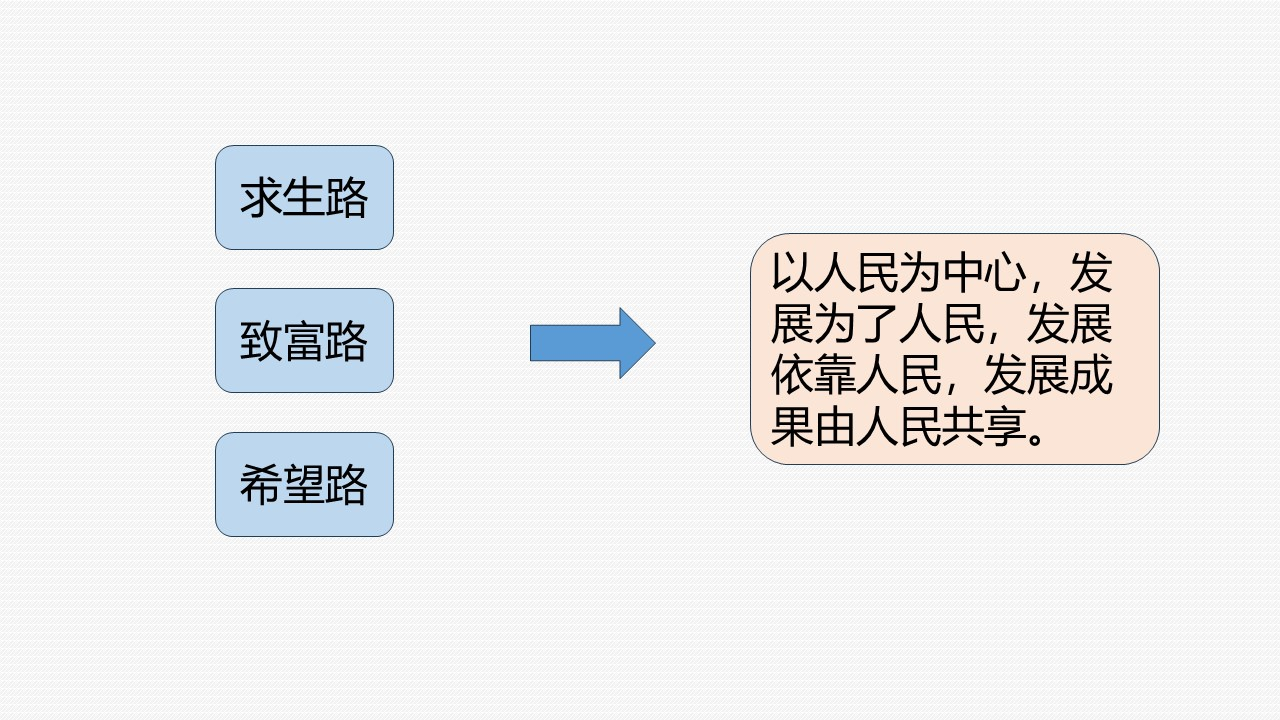 求生路
致富路
希望路
以人民为中心，发
展为了人民，发展
依靠人民，发展成
果由人民共享。